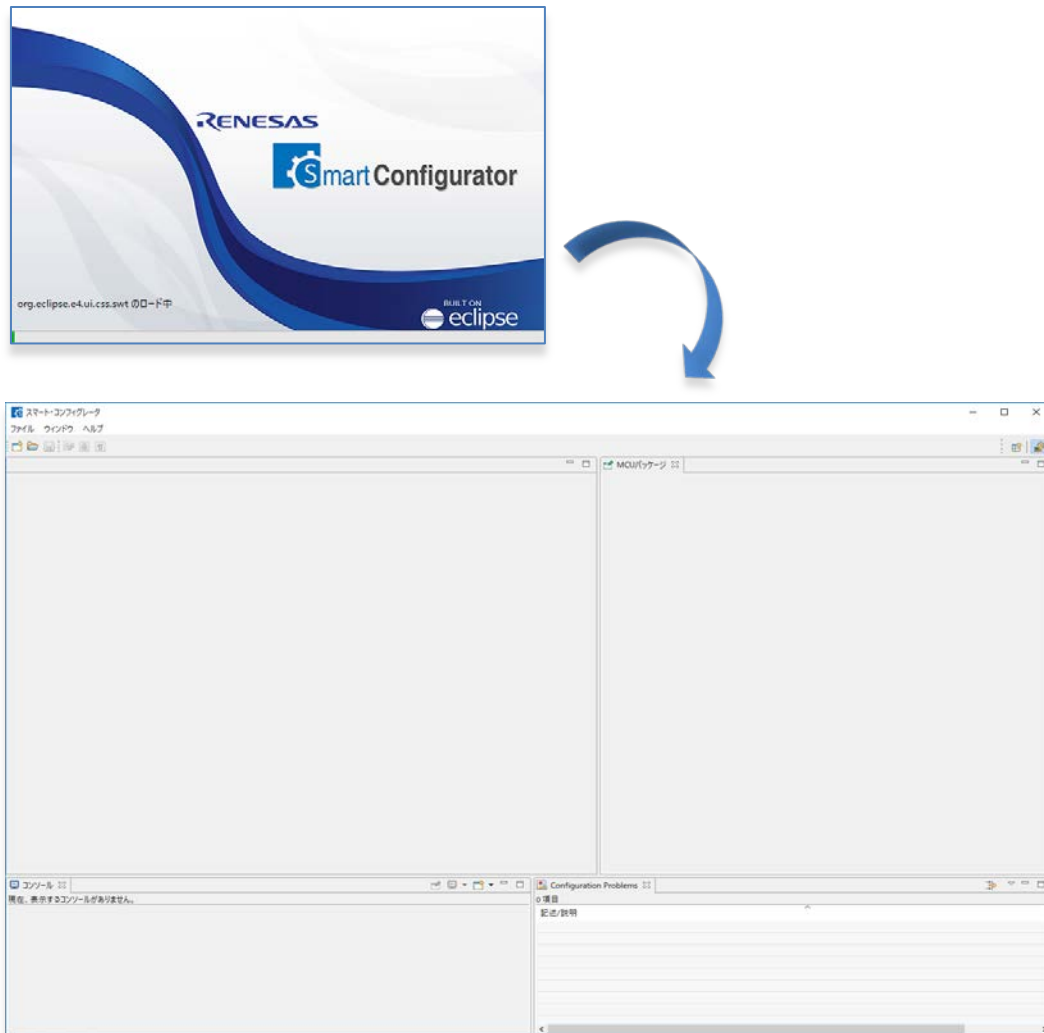 RENESAS
Smart Configurator
org.eclipse.e4.ui.css.swt のロード中
BUILT ON
eclipse
スマート・コンフィグレータ
ファイル ウィンドウ ヘルプ
MCUパッケージ
コンソール
現在、表示するコンソールがありません。
Configuration Problems
0 項目
記述/説明